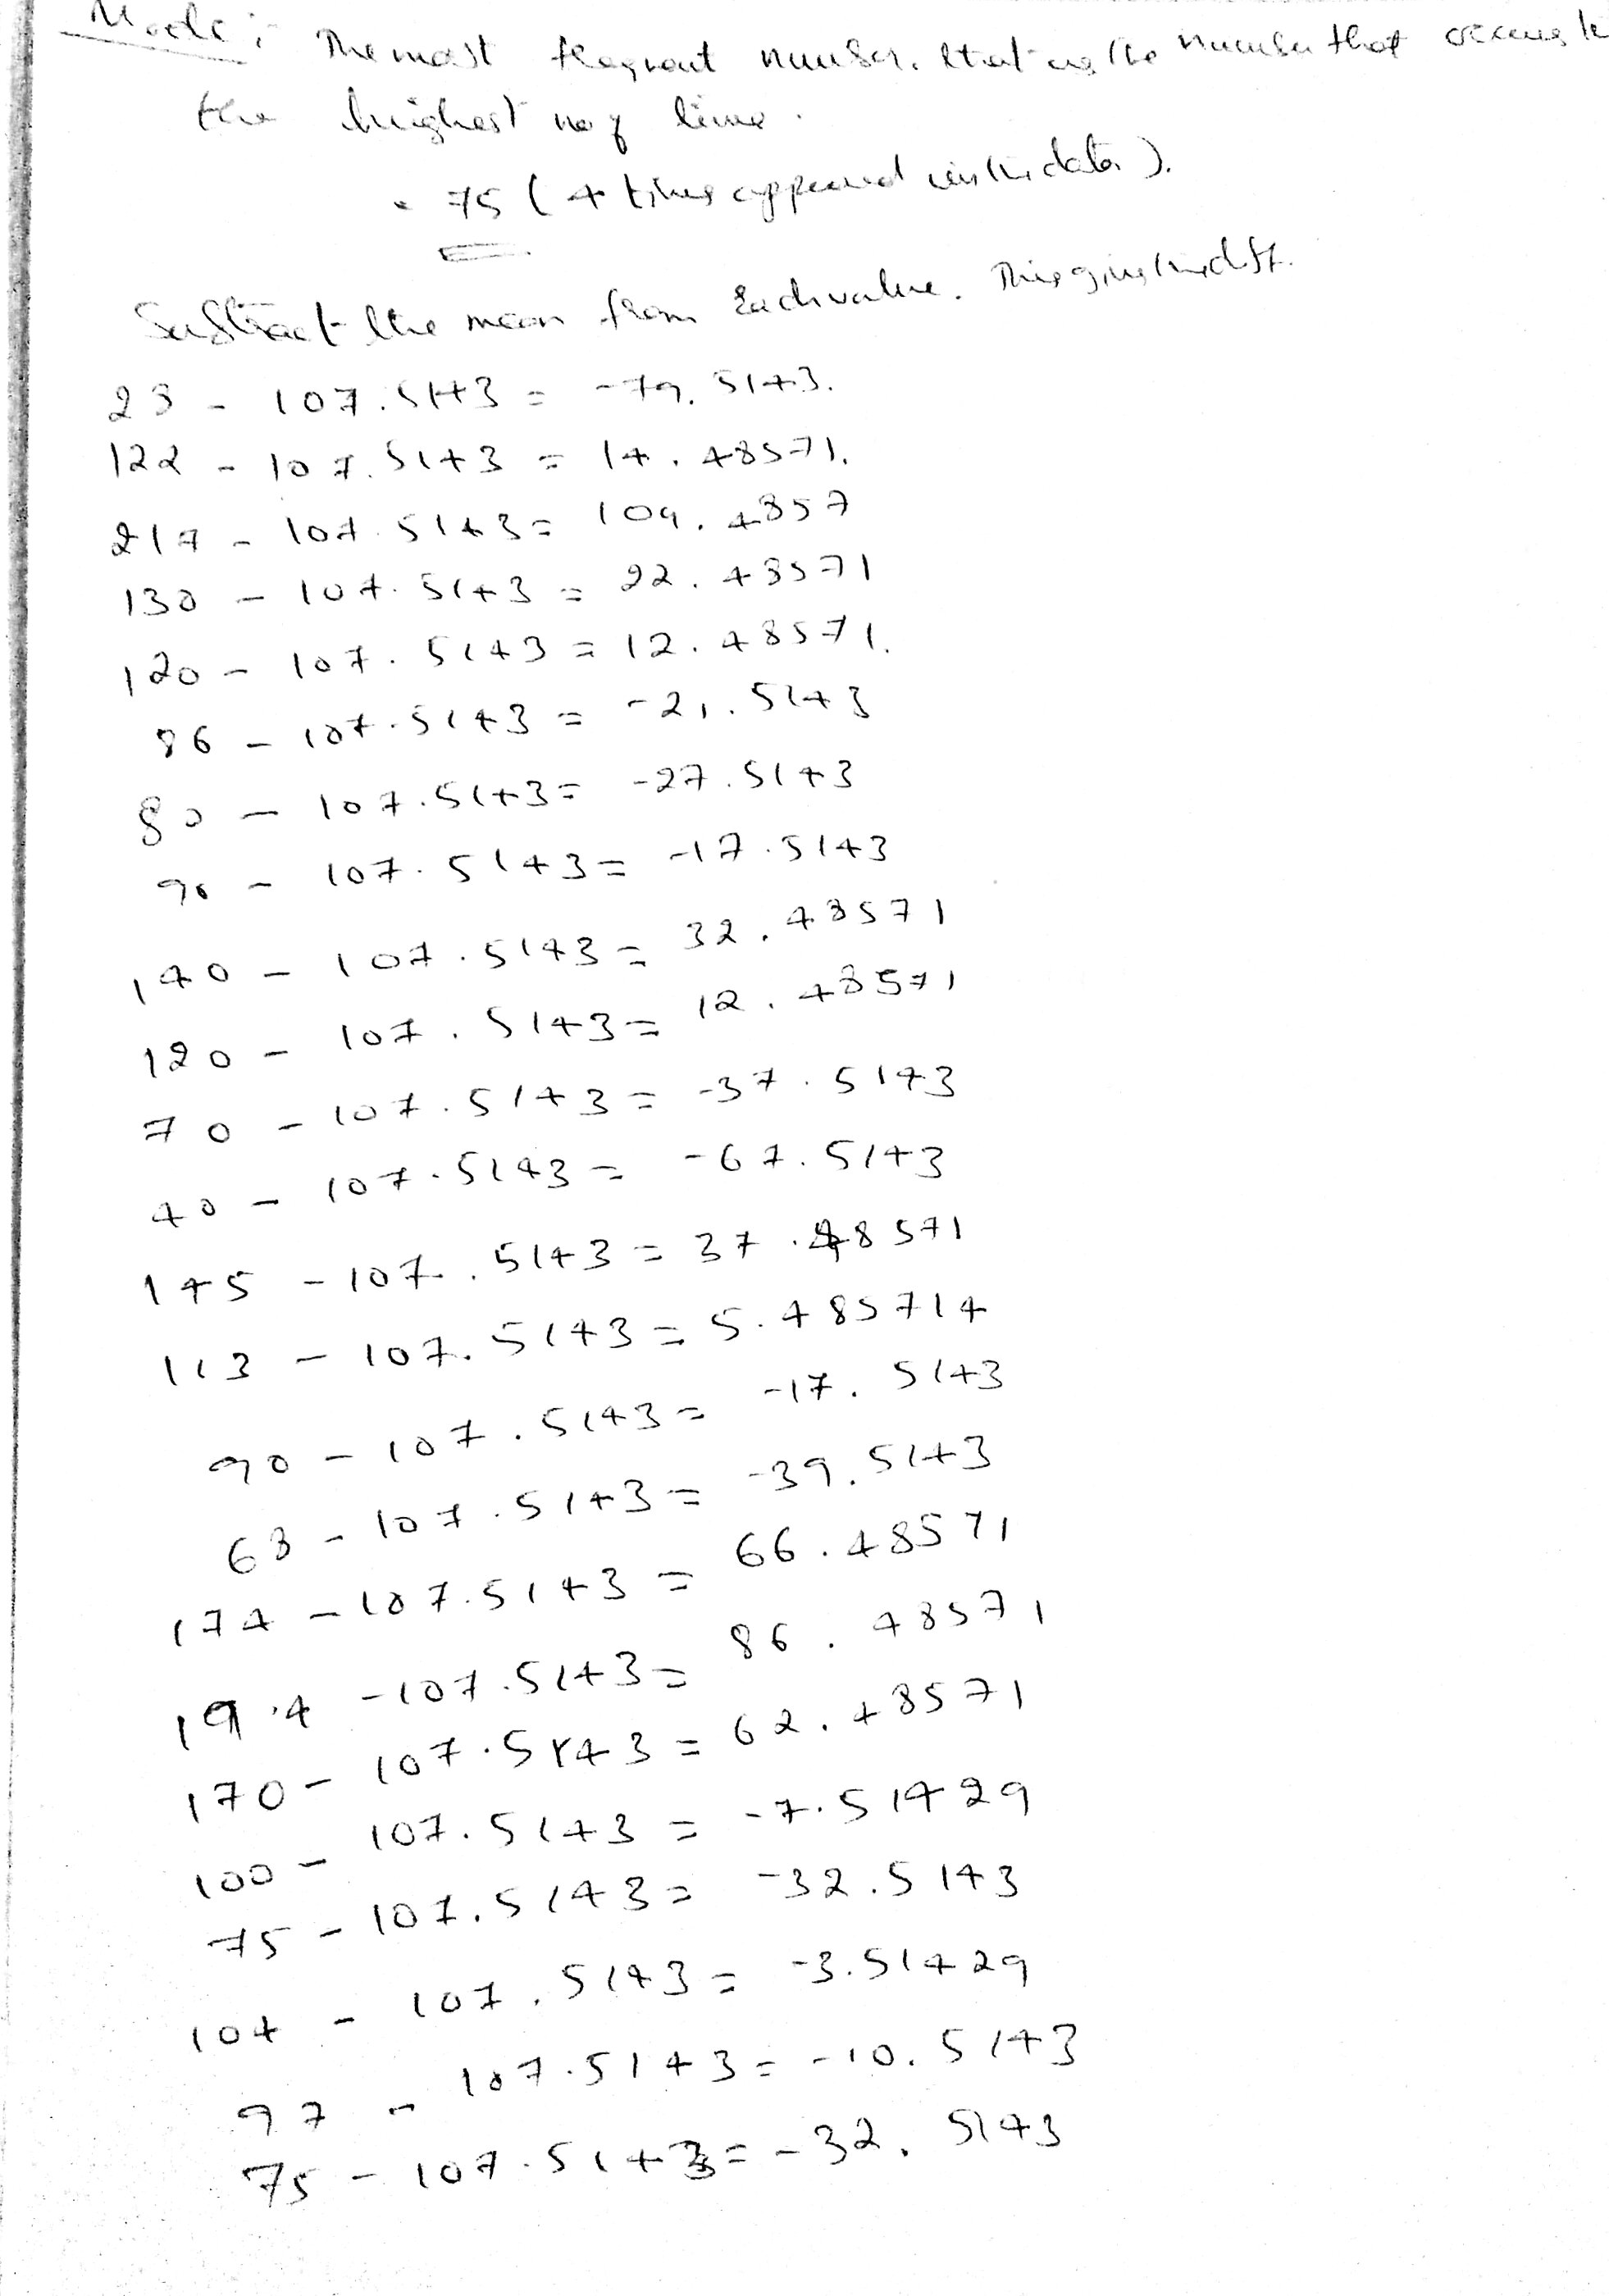 Mode: The most frequent number. that is the number that occurs
the highest no of time.
= 75 (4 times appeared in the data).
Subtract the mean from Each value. This gives the diff.
28 - 107.5143 = -79.5143.
122 - 107.5143 = 14.48571.
217 - 107.5143 = 109.4857
130 - 107.5143 = 22.48571
120 - 107.5143 = 12.48571.
86 - 107.5143 = -21.5143
80 - 107.5143 = -27.5143
90 - 107.5143 = -17.5143
140 - 107.5143 = 32.48571
120 - 107.5143 = 12.48571
70 - 107.5143 = -37.5143
40 - 107.5143 = -67.5143
145 - 107.5143 = 37.48571
113 - 107.5143 = 5.485714
90 - 107.5143 = -17.5143
68 - 107.5143 = -39.5143
174 - 107.5143 = 66.48571
194 - 107.5143 = 86.48571
170 - 107.5143 = 62.48571
100 - 107.5143 = -7.51429
75 - 107.5143 = -32.5143
104 - 107.5143 = -3.51429
97 - 107.5143 = -10.5143
75 - 107.5143 = -32.5143